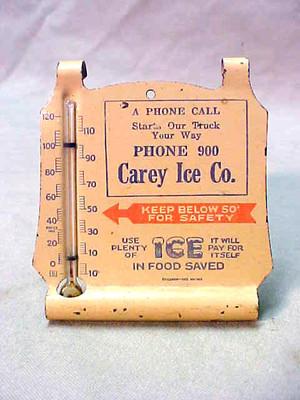 A PHONE CALL
Starts Our Truck
Your Way
PHONE 900
Carey Ice Co.
KEEP BELOW 50°
FOR SAFETY
USE PLENTY OF
ICE
IT WILL PAY FOR ITSELF
IN FOOD SAVED
120
110
100
90
80
70
60
50
40
30
20
10
0
10